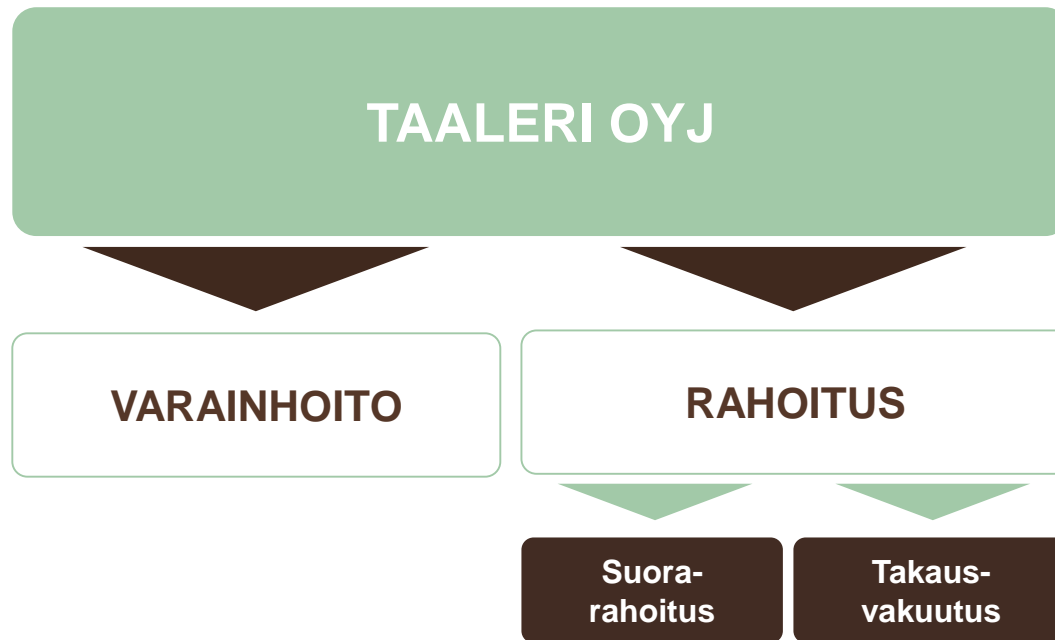 TAALERI OYJ
VARAINHOITO
RAHOITUS
Suora-
rahoitus
Takaus-
vakuutus